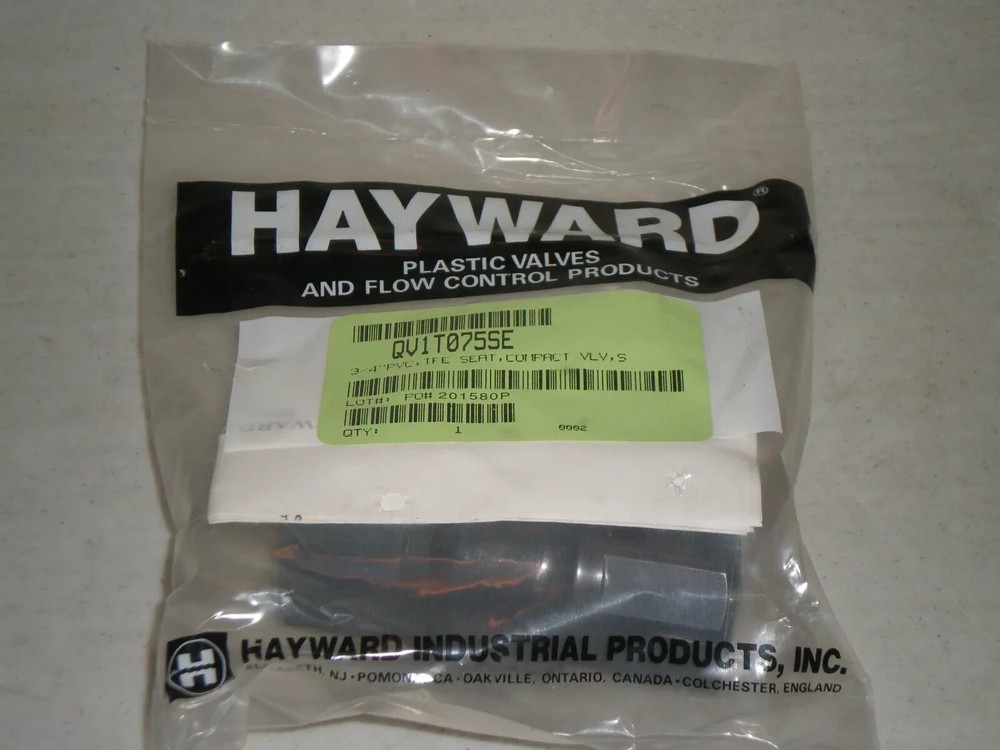 HAYWARD®
PLASTIC VALVES
AND FLOW CONTROL PRODUCTS
QV1T075SE
3/4"PVC,TFE SEAT,COMPACT VLV,S
LOT#: PO# 201580P
QTY: 1 0002
HAYWARD INDUSTRIAL PRODUCTS, INC.
NJ • POMONA, CA • OAKVILLE, ONTARIO, CANADA • COLCHESTER, ENGLAND